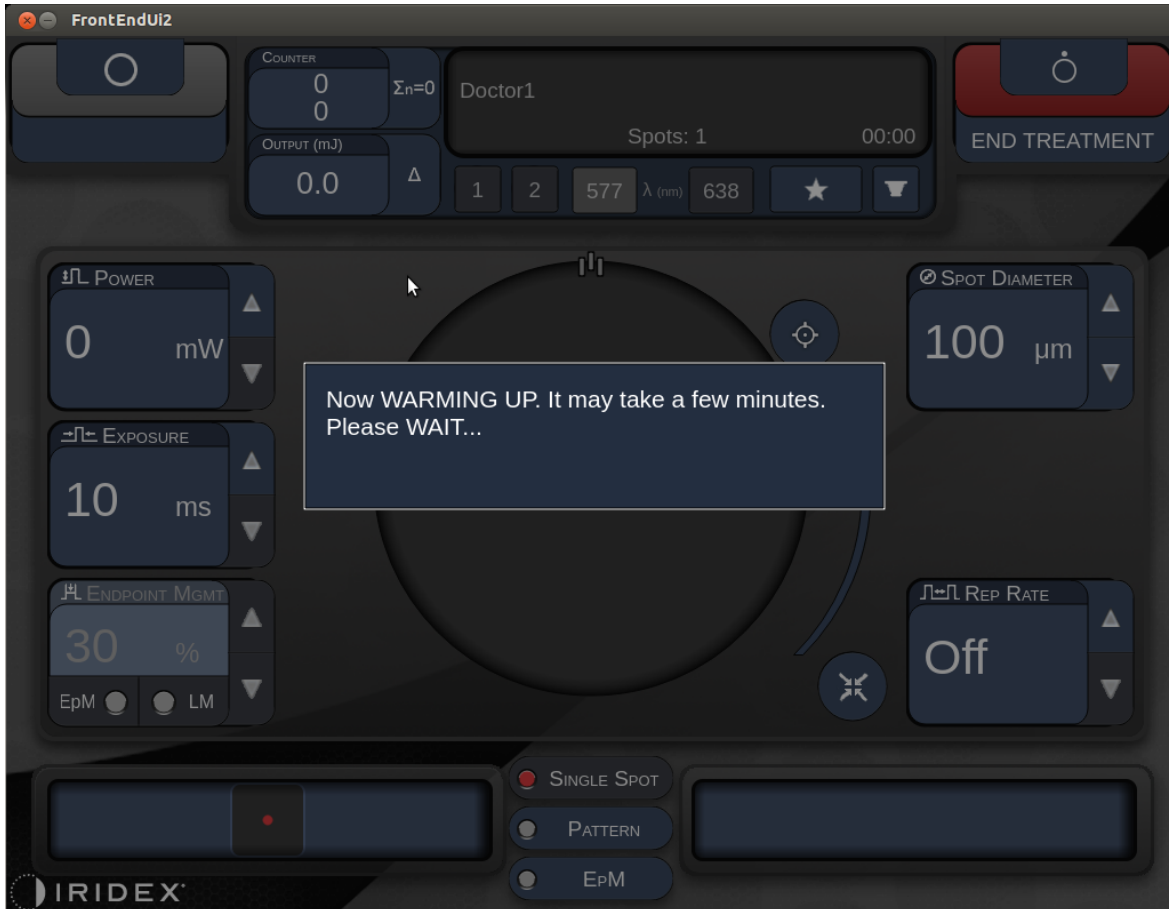 FrontEndUi2
COUNTER
0
0
Σn=0
OUTPUT (mJ)
0.0
Δ
Doctor1
Spots: 1
00:00
1
2
577
λ (nm)
638
END TREATMENT
POWER
0 mW
EXPOSURE
10 ms
ENDPOINT MGMT
30 %
EpM
LM
Now WARMING UP. It may take a few minutes.
Please WAIT...
SPOT DIAMETER
100 µm
REP RATE
Off
SINGLE SPOT
PATTERN
EPM
IRIDEX